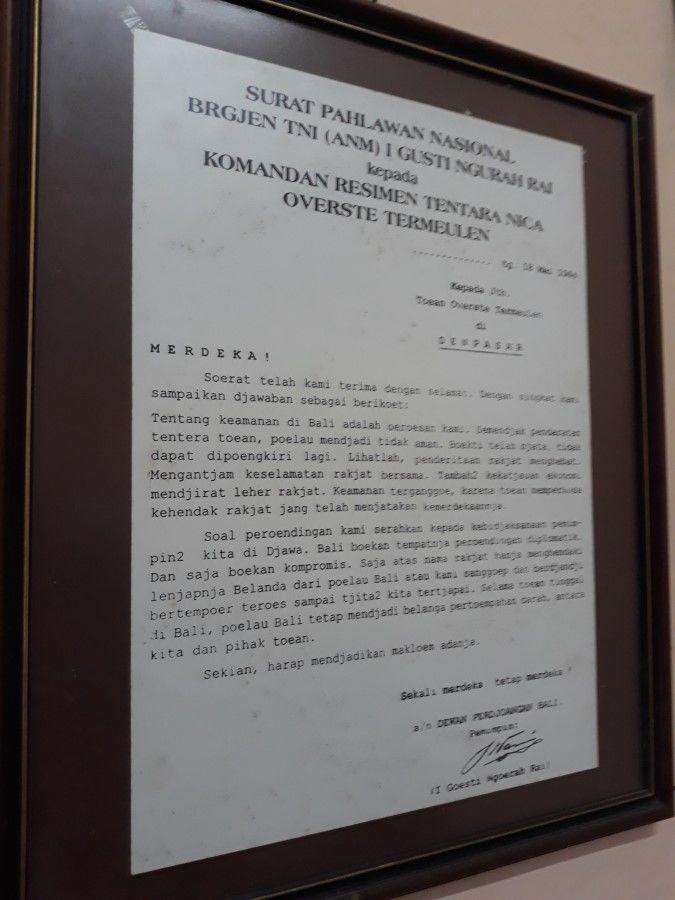 SURAT PAHLAWAN NASIONAL
BRGJEN TNI (ANM) I GUSTI NGURAH RAI
kepada
KOMANDAN RESIMEN TENTARA NICA
OVERSTE TERMEULEN
Kepada Jth.
Toean Overste Termeulen
di
DENPASAR
MERDEKA!
Soerat telah kami terima dengan selamat. Dengan singkat kami
sampaikan djawaban sebagai berikoet:
Tentang keamanan di Bali adalah peroesan kami. Semendjak pendaratan
tentera toean, poelau mendjadi tidak aman. Boekti telah njata, tidak
dapat dipoengkiri lagi. Lihatlah, penderitaan rakjat menghebat.
Mengantjam keselamatan rakjat bersama. Tambah2 kekatjauan ekonomi
mendjirat leher rakjat. Keamanan terganggoe, karena toean memperkosa
kehendak rakjat jang telah menjatakan kemerdekaannja.
Soal peroendingan kami serahkan kepada kebidjaksanaan pemim-
pin2 kita di Djawa. Bali boekan tempatnja peroendingan diplomatik.
Dan saja boekan kompromis. Saja atas nama rakjat hanja menghendaki
lenjapnja Belanda dari poelau Bali atau kami sanggoep dan berdjandji
bertempoer teroes sampai tjita2 kita tertjapai. Selama toean tinggal
di Bali, poelau Bali tetap mendjadi belanga pertoempahan darah, antara
kita dan pihak toean.
Sekian, harap mendjadikan makloem adanja.
Sekali merdeka tetap merdeka !
a/n DEWAN PERDJOANGAN BALI.
Pemimpin:
(I Goesti Ngoerah Rai)